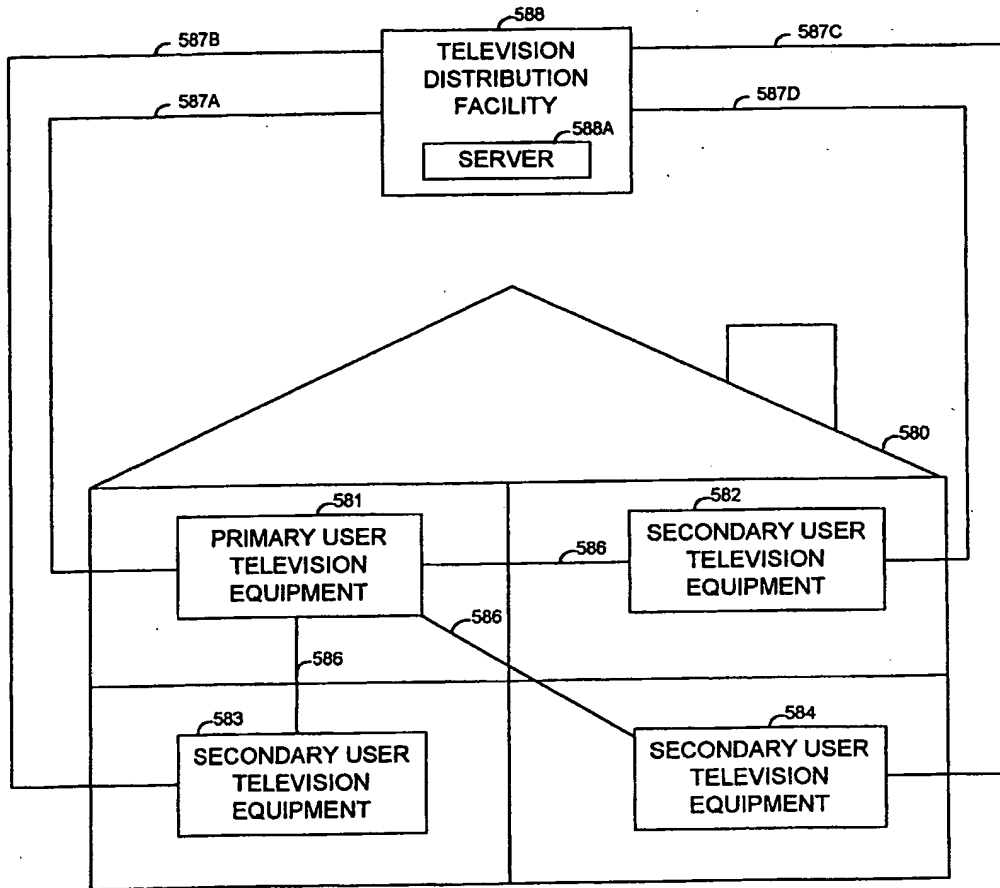 588
587B
587C
TELEVISION
DISTRIBUTION
FACILITY
587A
587D
588A
SERVER
580
581
582
PRIMARY USER
TELEVISION
EQUIPMENT
586
SECONDARY USER
TELEVISION
EQUIPMENT
586
586
583
584
SECONDARY USER
TELEVISION
EQUIPMENT
SECONDARY USER
TELEVISION
EQUIPMENT